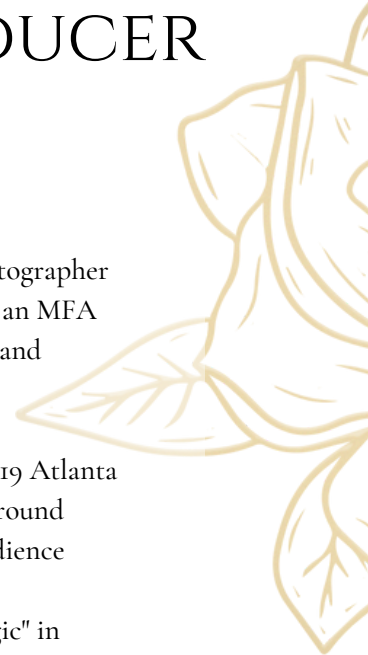 DUCER
tographer
an MFA
and
19 Atlanta
round
dience
gic" in